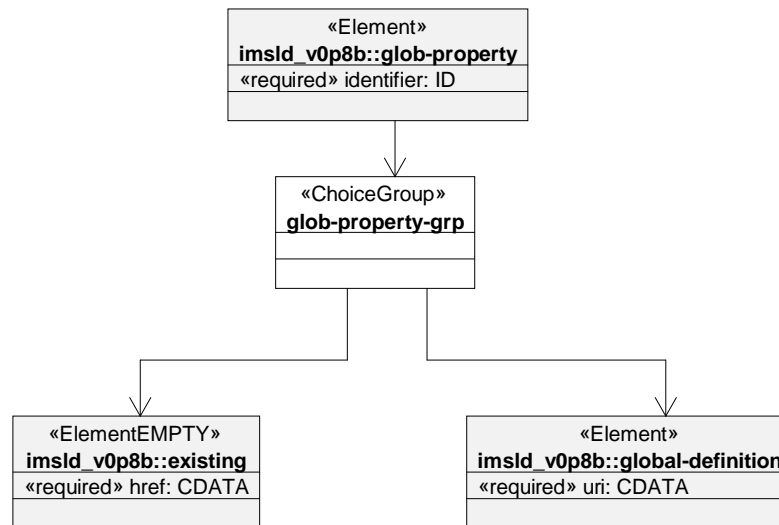 «Element»
imsld_v0p8b::glob-property
«required» identifier: ID
«ChoiceGroup»
glob-property-grp
«ElementEMPTY»
imsld_v0p8b::existing
«required» href: CDATA
«Element»
imsld_v0p8b::global-definition
«required» uri: CDATA